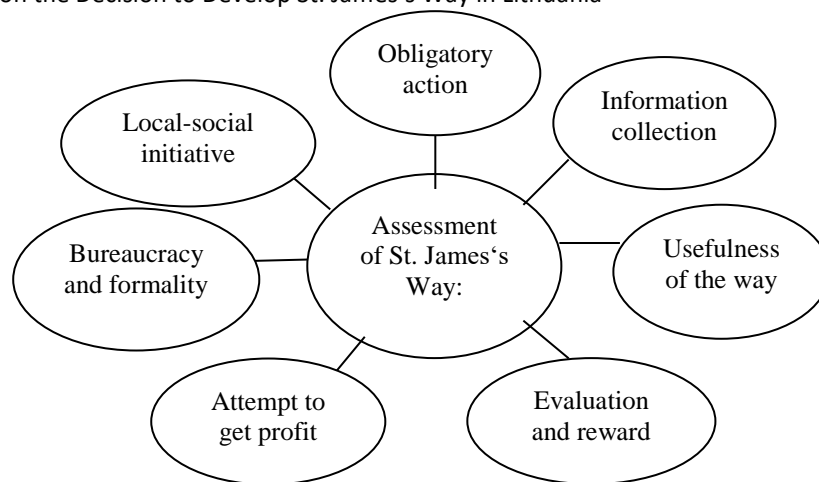 on the Decision to Develop St. James's Way in Lithuania
Obligatory
action
Information
collection
Local-social
initiative
Assessment
of St. James‘s
Way:
Usefulness
of the way
Bureaucracy
and formality
Attempt to
get profit
Evaluation
and reward